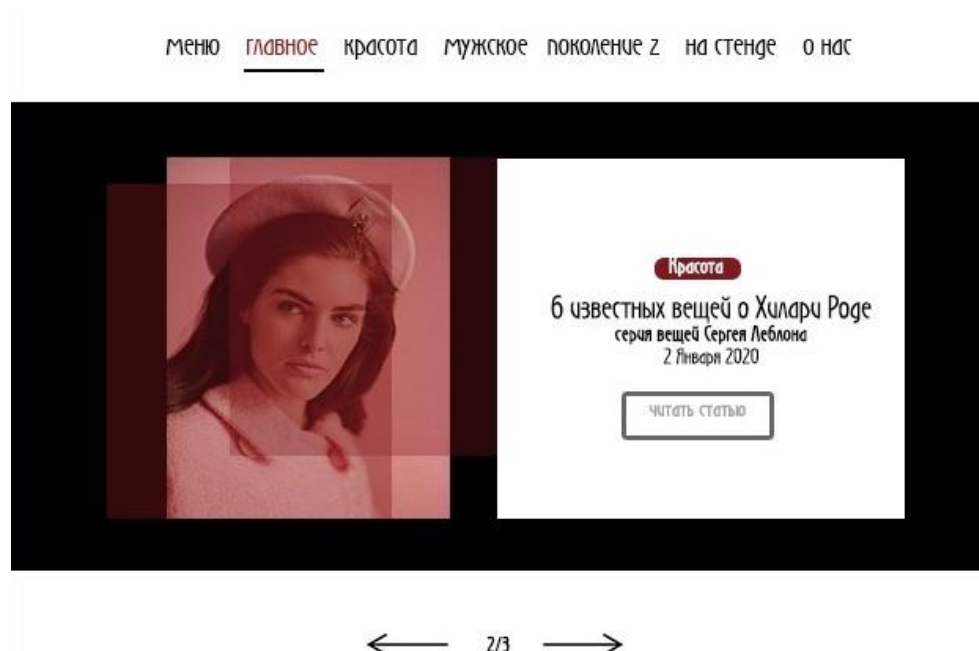 меню главное красота мужское поколение z на стенде о нас
Красота
6 известных вещей о Хилари Роде
серия вещей Сергея Леблона
2 Января 2020
читать статью
2/3